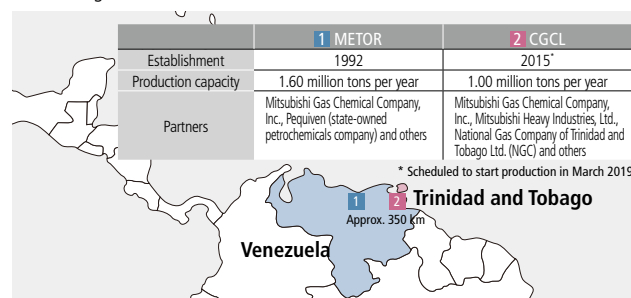 1 METOR 2 CGCL
Establishment 1992 2015*
Production capacity 1.60 million tons per year 1.00 million tons per year
Partners
Mitsubishi Gas Chemical Company,
Inc., Pequiven (state-owned
petrochemicals company) and others
Mitsubishi Gas Chemical Company,
Inc., Mitsubishi Heavy Industries, Ltd.,
National Gas Company of Trinidad and
Tobago Ltd. (NGC) and others
* Scheduled to start production in March 2019
1 2 Trinidad and Tobago
Approx. 350 km
Venezuela